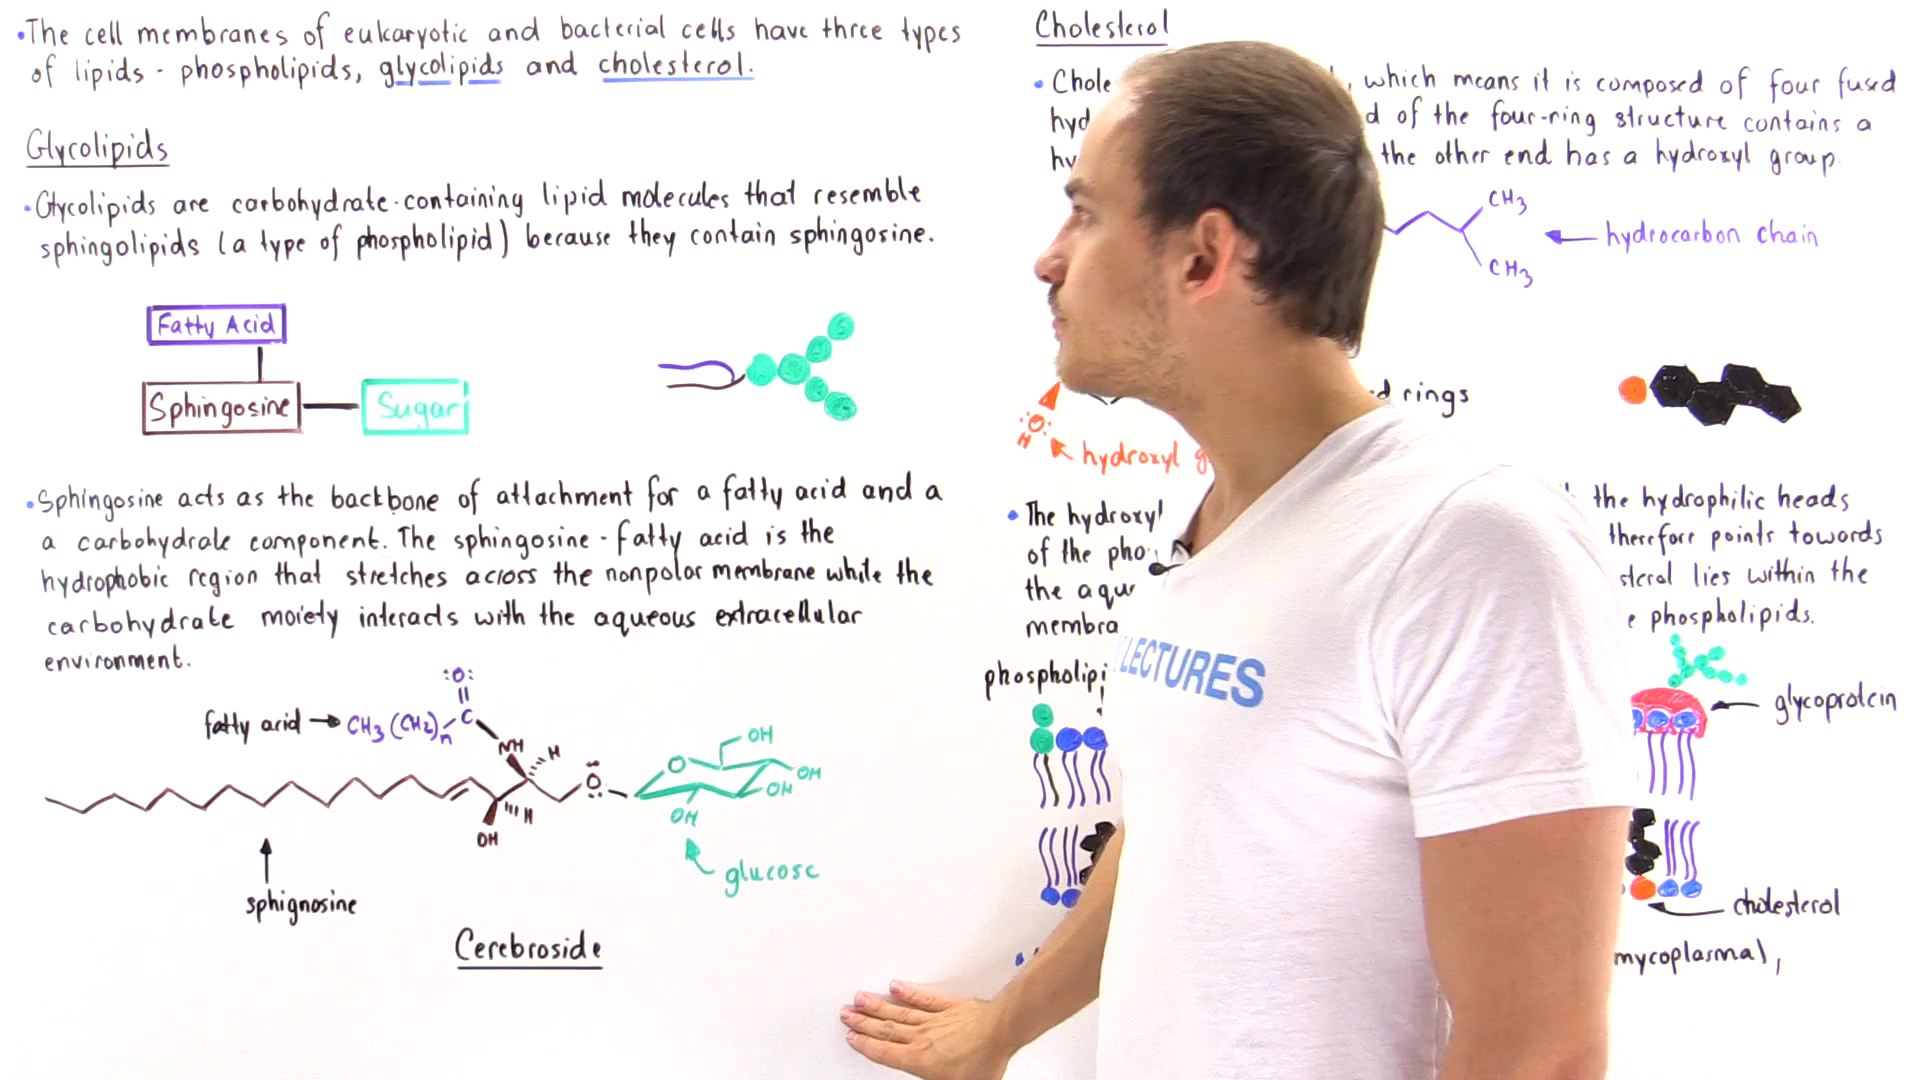 •The cell membranes of eukaryotic and bacterial cells have three types
of lipids - phospholipids, glycolipids and cholesterol.
Glycolipids
•Glycolipids are carbohydrate-containing lipid molecules that resemble
sphingolipids (a type of phospholipid) because they contain sphingosine.
Fatty Acid
Sphingosine
Sugar
•Sphingosine acts as the backbone of attachment for a fatty acid and a
a carbohydrate component. The sphingosine-fatty acid is the
hydrophobic region that stretches across the nonpolar membrane while the
carbohydrate moiety interacts with the aqueous extracellular
environment.
:O:
fatty acid → CH3(CH2)n C
NH
H
O
O
OH
OH
OH
OH
H
OH
glucose
sphignosine
Cerebroside
Cholesterol
• Chole , which means it is composed of four fused
hyd d of the four-ring structure contains a
the other end has a hydroxyl group.
CH3
hydrocarbon chain
CH3
rings
:O:
H
hydroxyl g
• The hydroxyl the hydrophilic heads
of the pho therefore points towards
the aqu sterol lies within the
membra phospholipids.
phospholipi
glycoprotein
cholesterol
mycoplasmal,
LECTURES